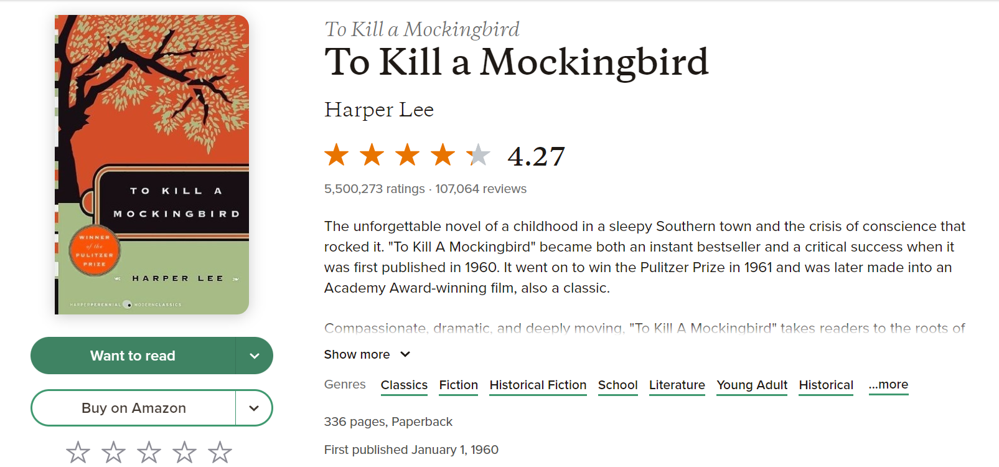 TO KILL A
MOCKINGBIRD
WINNER
of the
PULITZER
PRIZE
HARPER LEE
HARPERPERENNIAL MODERNCLASSICS
Want to read
Buy on Amazon
To Kill a Mockingbird
To Kill a Mockingbird
Harper Lee
4.27
5,500,273 ratings · 107,064 reviews
The unforgettable novel of a childhood in a sleepy Southern town and the crisis of conscience that
rocked it. "To Kill A Mockingbird" became both an instant bestseller and a critical success when it
was first published in 1960. It went on to win the Pulitzer Prize in 1961 and was later made into an
Academy Award-winning film, also a classic.
Compassionate, dramatic, and deeply moving, "To Kill A Mockingbird" takes readers to the roots of
Show more
Genres Classics Fiction Historical Fiction School Literature Young Adult Historical ...more
336 pages, Paperback
First published January 1, 1960